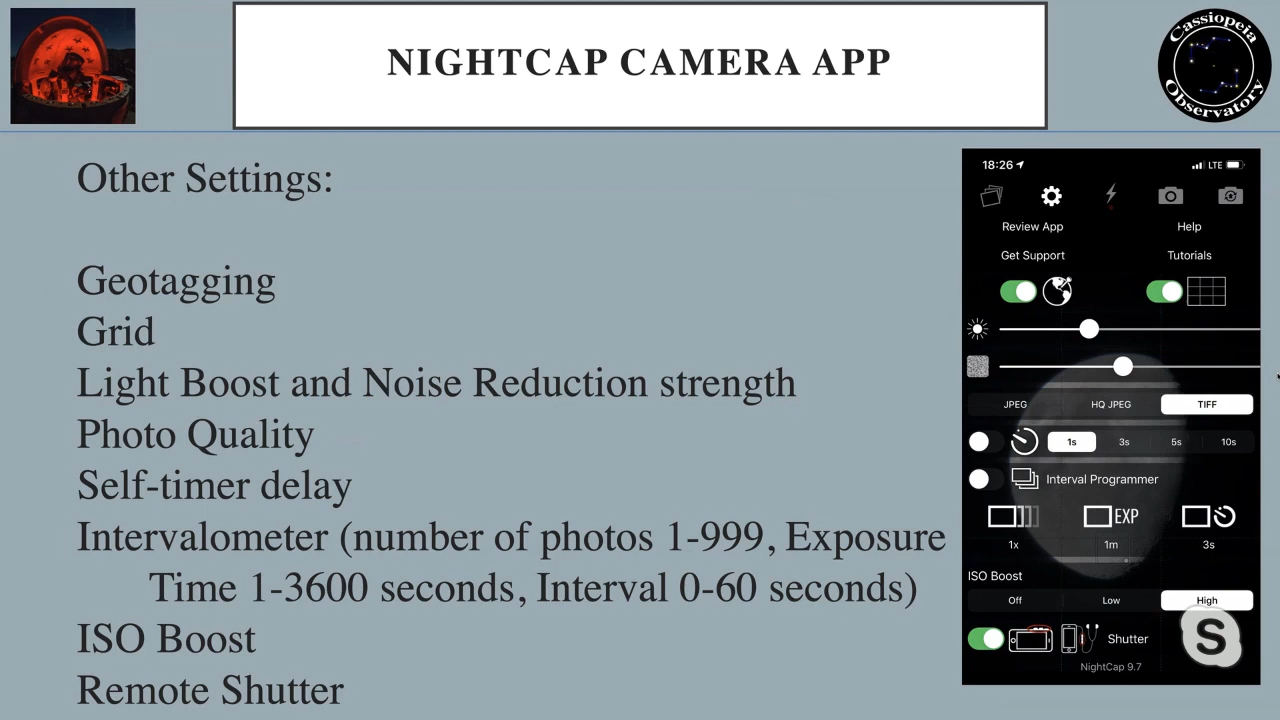 NIGHTCAP CAMERA APP
Cassiopeia
Observatory
Other Settings:
Geotagging
Grid
Light Boost and Noise Reduction strength
Photo Quality
Self-timer delay
Intervalometer (number of photos 1-999, Exposure
Time 1-3600 seconds, Interval 0-60 seconds)
ISO Boost
Remote Shutter
18:26 LTE
Review App Help
Get Support Tutorials
JPEG HQ JPEG TIFF
1s 3s 5s 10s
Interval Programmer
EXP
1x 1m 3s
ISO Boost
Off Low High
Shutter
S
NightCap 9.7